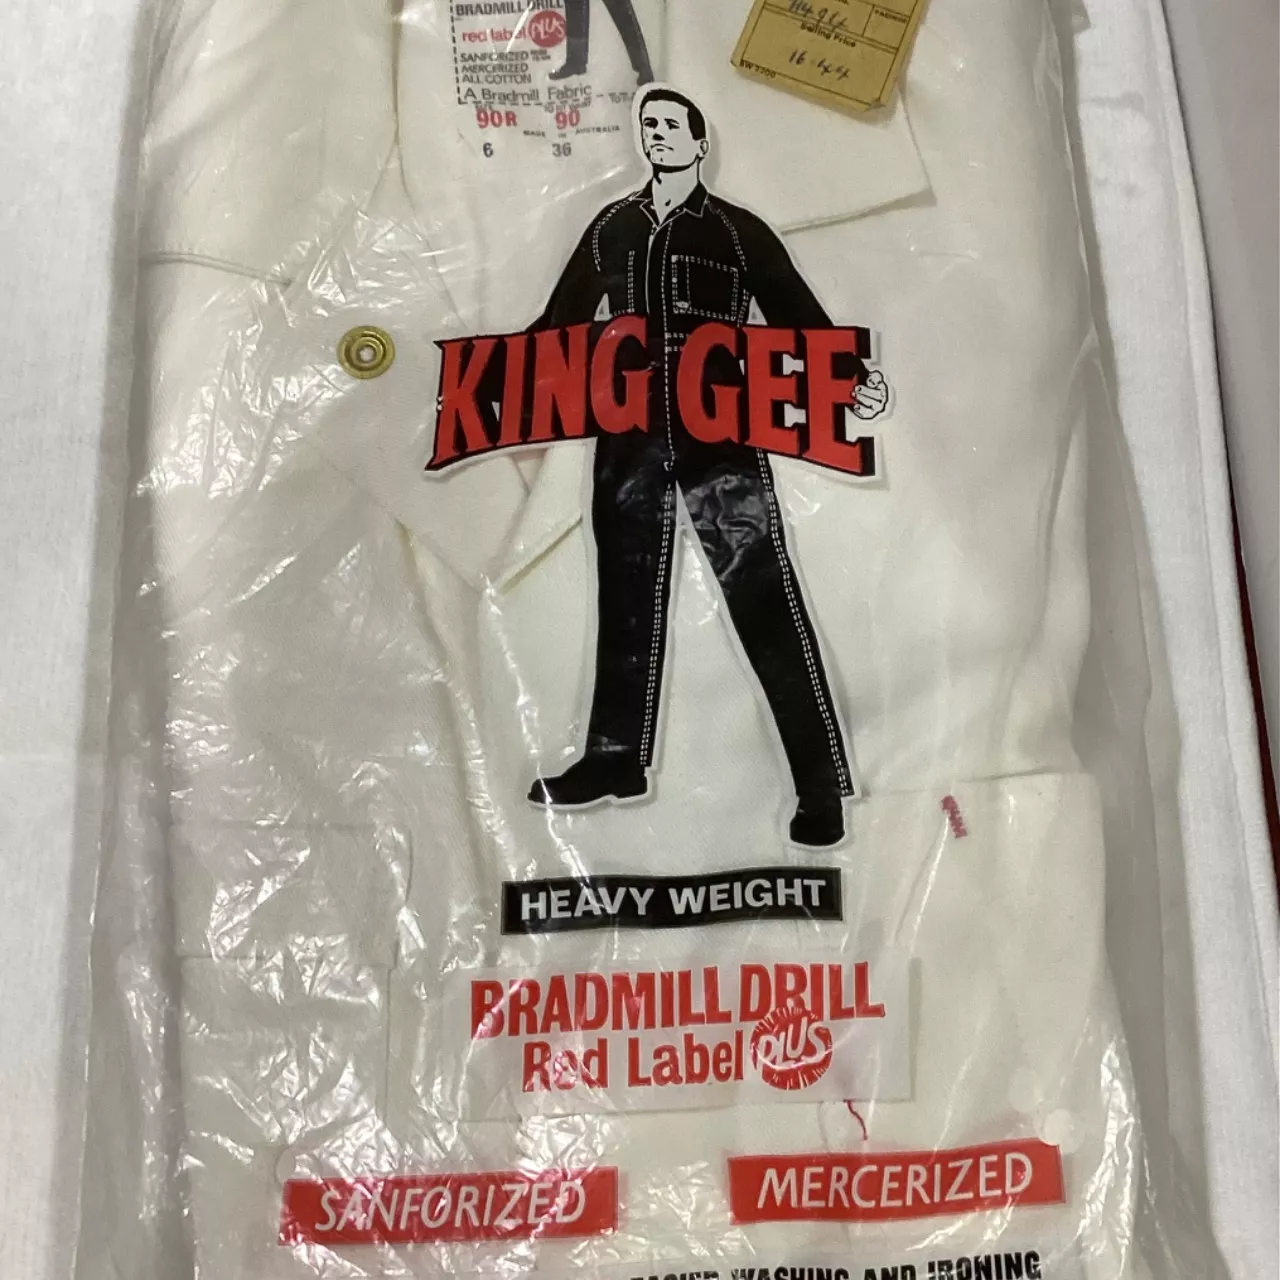 BRADMILL DRILL
red label PLUS
SANFORIZED
MERCERIZED
ALL COTTON
A Bradmill Fabric
90R 90
MADE IN AUSTRALIA
6 36
Selling Price
KING GEE
HEAVY WEIGHT
BRADMILL DRILL
Red Label PLUS
SANFORIZED
MERCERIZED
EASIER WASHING AND IRONING